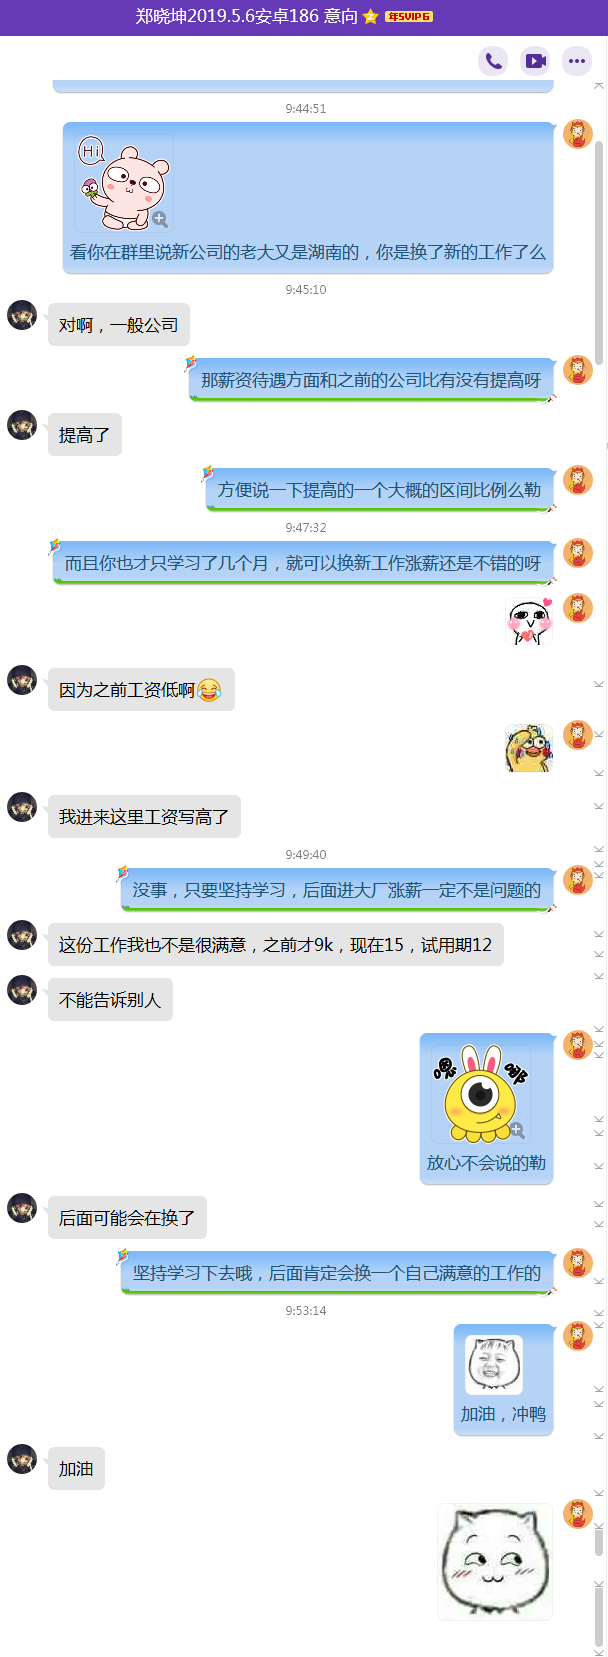 郑晓坤2019.5.6安卓186 意向 年SVIP6
9:44:51
Hi
看你在群里说新公司的老大又是湖南的，你是换了新的工作了么
9:45:10
对啊，一般公司
那薪资待遇方面和之前的公司比有没有提高呀
提高了
方便说一下提高的一个大概的区间比例么勒
9:47:32
而且你也才只学习了几个月，就可以换新工作涨薪还是不错的呀
因为之前工资低啊😂
我进来这里工资写高了
9:49:40
没事，只要坚持学习，后面进大厂涨薪一定不是问题的
这份工作我也不是很满意，之前才9k，现在15，试用期12
不能告诉别人
嗯 哪
放心不会说的勒
后面可能会在换了
坚持学习下去哦，后面肯定会换一个自己满意的工作的
9:53:14
加油，冲鸭
加油